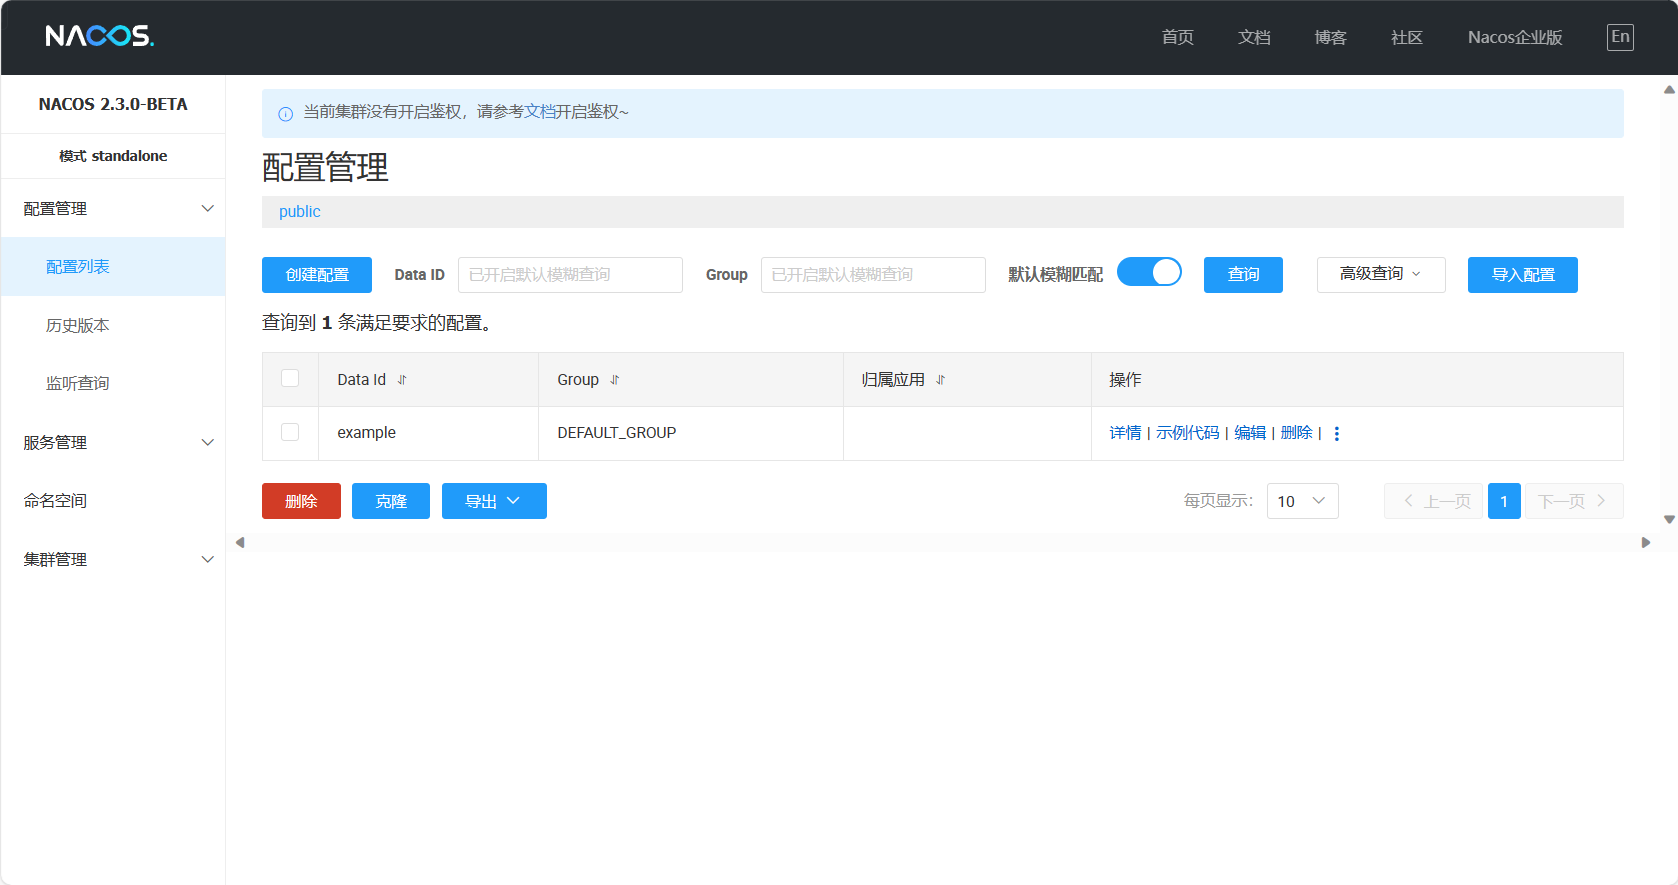 NACOS.
首页
文档
博客
社区
Nacos企业版
En
NACOS 2.3.0-BETA
模式 standalone
配置管理
配置列表
历史版本
监听查询
服务管理
命名空间
集群管理
当前集群没有开启鉴权，请参考文档开启鉴权~
配置管理
public
创建配置
Data ID
已开启默认模糊查询
Group
已开启默认模糊查询
默认模糊匹配
查询
高级查询
导入配置
查询到 1 条满足要求的配置。
Data Id
Group
归属应用
操作
example
DEFAULT_GROUP
详情 | 示例代码 | 编辑 | 删除 |
删除
克隆
导出
每页显示：
10
上一页
1
下一页